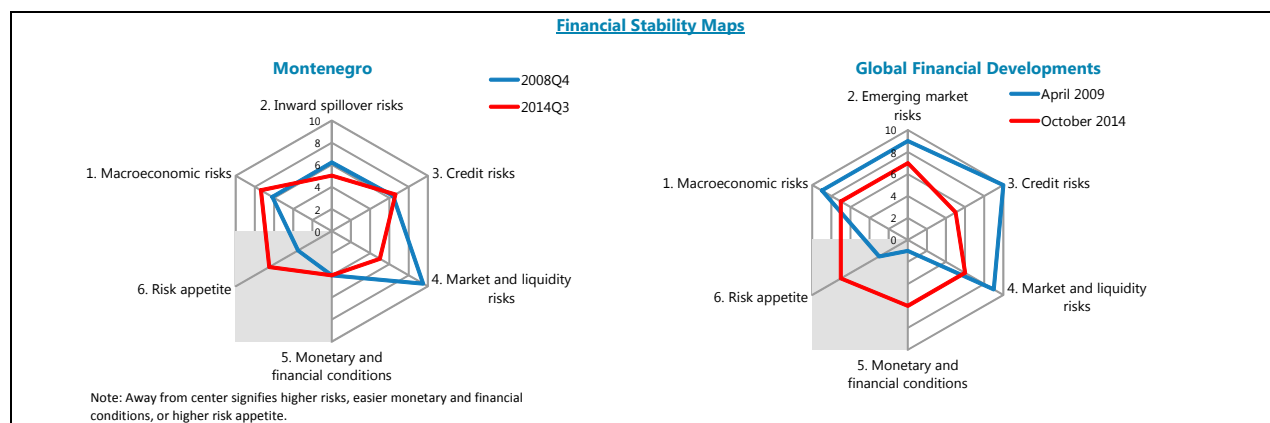 Financial Stability Maps
Montenegro
2008Q4
2014Q3
2. Inward spillover risks
10
8
6
4
2
0
1. Macroeconomic risks
3. Credit risks
4. Market and liquidity
risks
6. Risk appetite
5. Monetary and
financial conditions
Note: Away from center signifies higher risks, easier monetary and financial
conditions, or higher risk appetite.
Global Financial Developments
April 2009
October 2014
2. Emerging market
risks
10
8
6
4
2
0
1. Macroeconomic risks
3. Credit risks
4. Market and liquidity
risks
6. Risk appetite
5. Monetary and
financial conditions